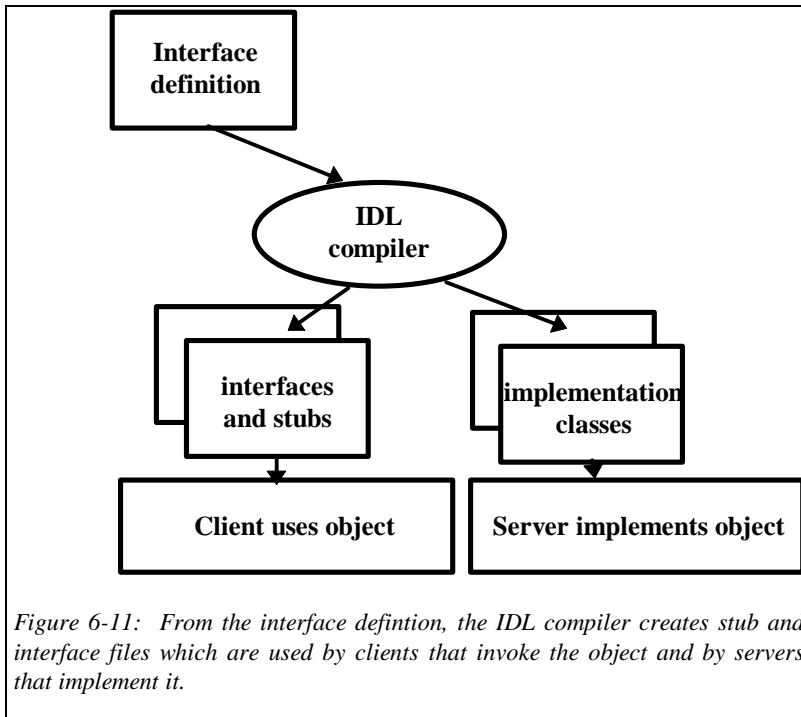 Interface
definition
IDL
compiler
interfaces
and stubs
implementation
classes
Client uses object
Server implements object
Figure 6-11: From the interface defintion, the IDL compiler creates stub and
interface files which are used by clients that invoke the object and by servers
that implement it.